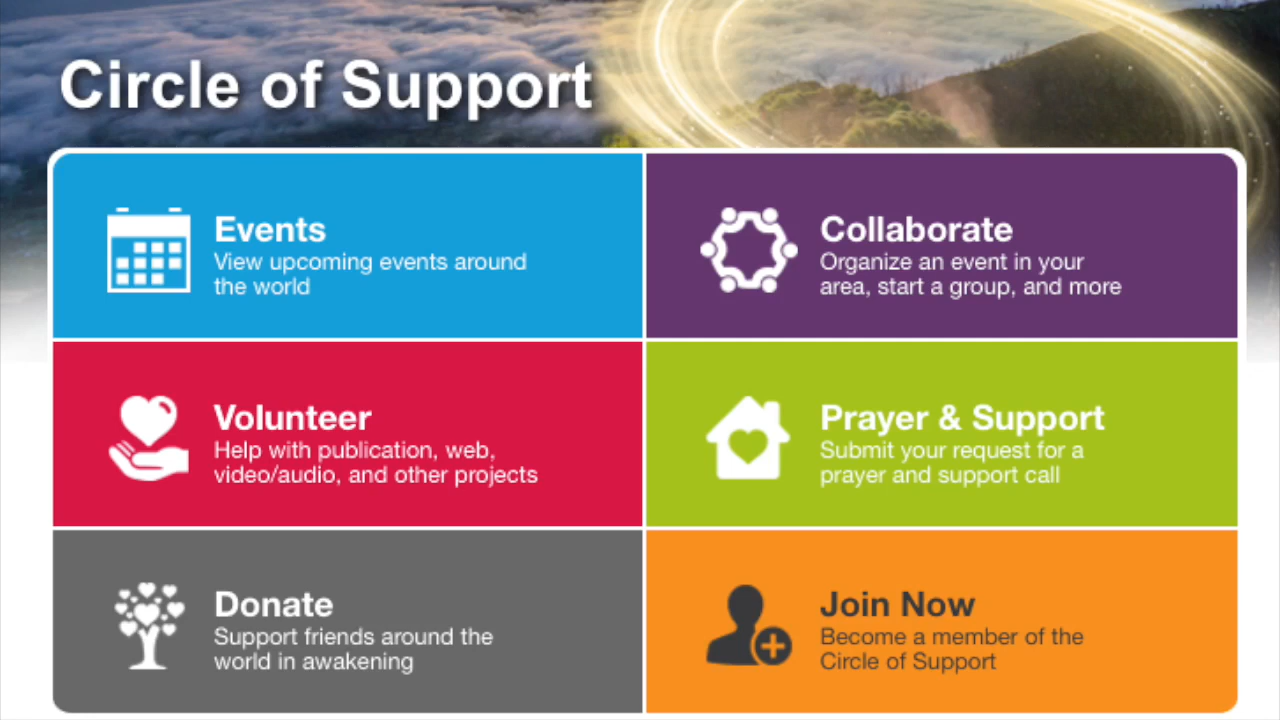 Circle of Support
Events
View upcoming events around
the world
Collaborate
Organize an event in your
area, start a group, and more
Volunteer
Help with publication, web,
video/audio, and other projects
Prayer & Support
Submit your request for a
prayer and support call
Donate
Support friends around the
world in awakening
Join Now
Become a member of the
Circle of Support